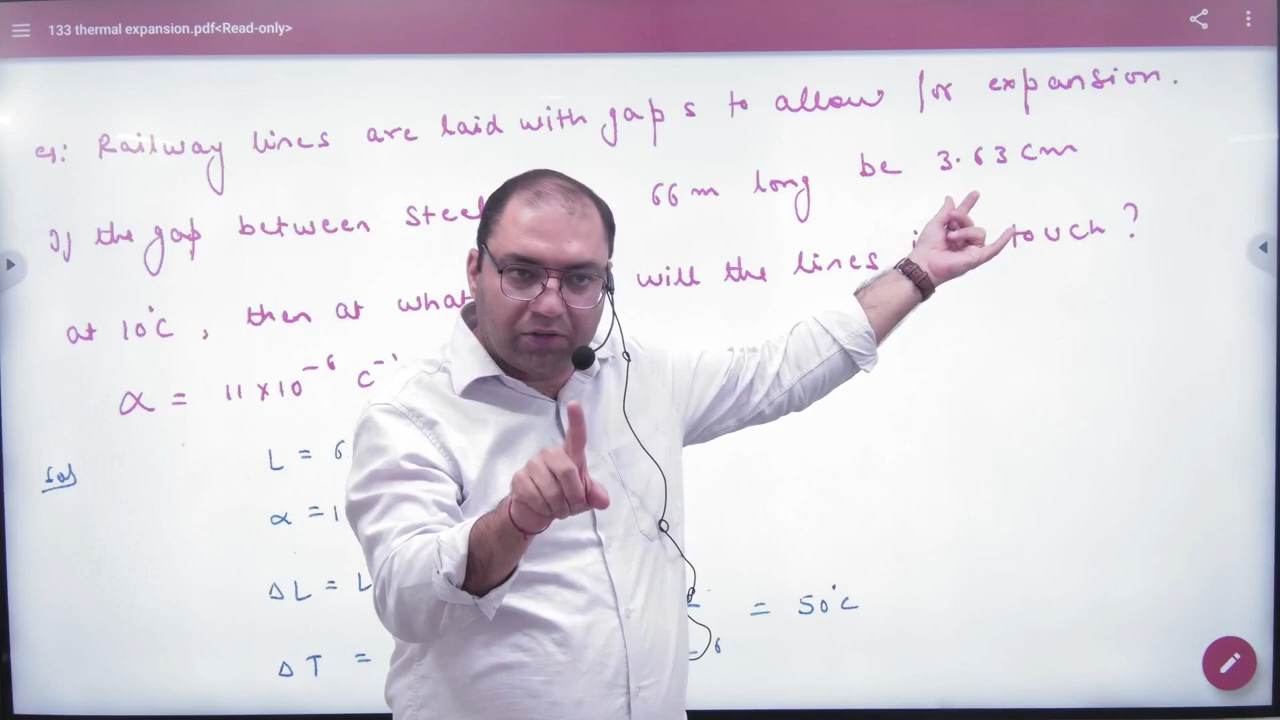 133 thermal expansion.pdf<Read-only>
eg: Railway lines are laid with gaps to allow for expansion.
If the gap between steel 66 m long be 3.63 cm
at 10°C, then at what will the lines touch?
α = 11 × 10⁻⁶ C⁻¹
Sol
L = 6
α = 1
ΔL = L
= 50°C
ΔT =
-6